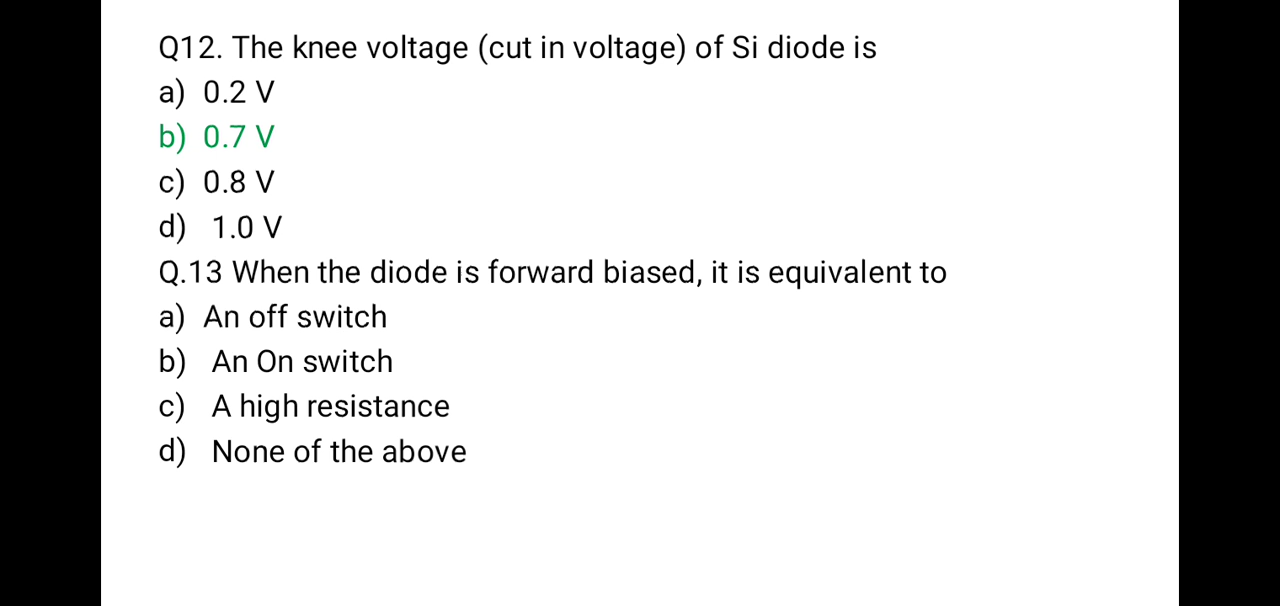 Q12. The knee voltage (cut in voltage) of Si diode is
a) 0.2 V
b) 0.7 V
c) 0.8 V
d) 1.0 V
Q.13 When the diode is forward biased, it is equivalent to
a) An off switch
b) An On switch
c) A high resistance
d) None of the above